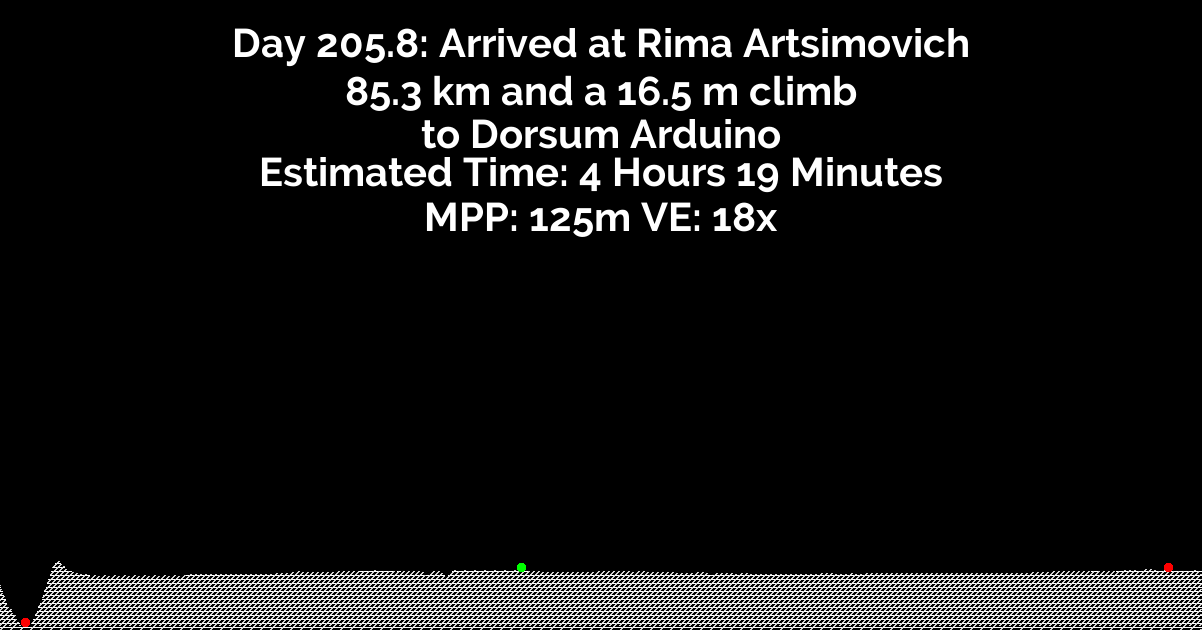 Day 205.8: Arrived at Rima Artsimovich
85.3 km and a 16.5 m climb
to Dorsum Arduino
Estimated Time: 4 Hours 19 Minutes
MPP: 125m VE: 18x